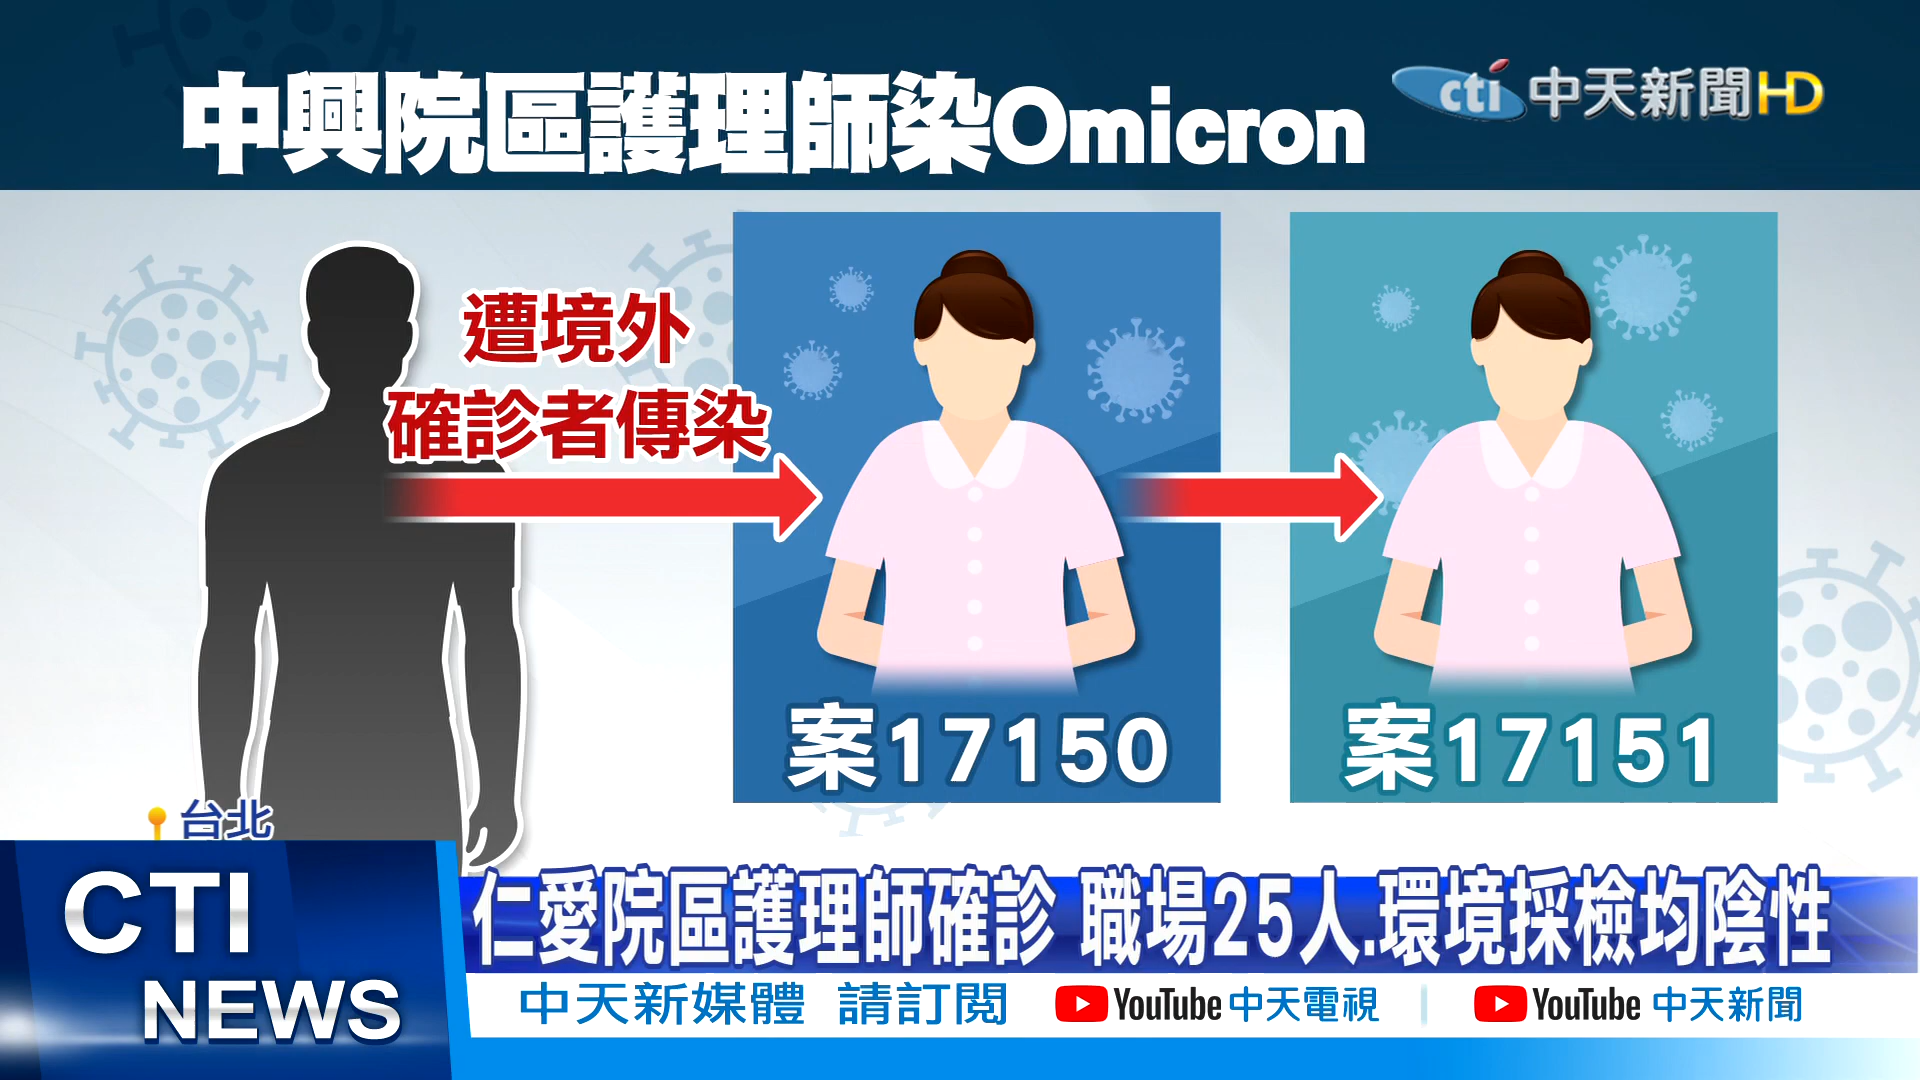 中興院區護理師染Omicron
cti 中天新聞HD
遭境外
確診者傳染
案17150
案17151
台北
CTI
NEWS
仁愛院區護理師確診 職場25人.環境採檢均陰性
中天新媒體 請訂閱 YouTube 中天電視 YouTube 中天新聞